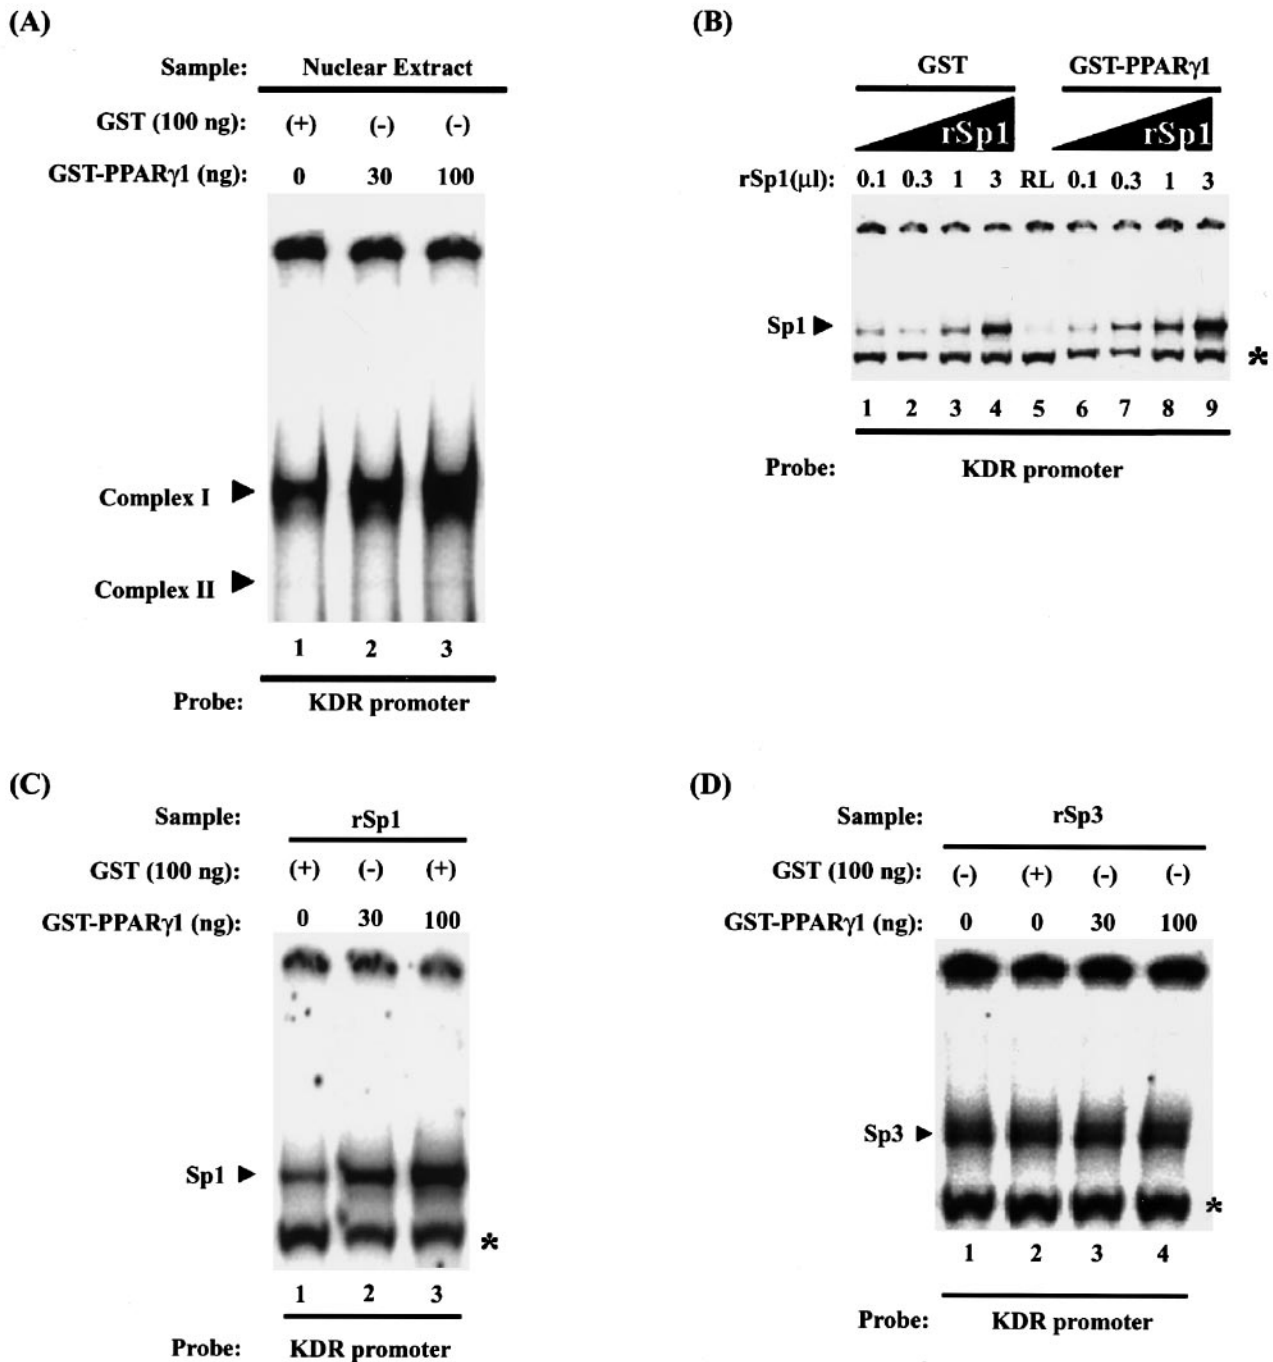 (A)
Sample: Nuclear Extract
GST (100 ng): (+) (-) (-)
GST-PPARγ1 (ng): 0 30 100
Complex I
Complex II
1 2 3
Probe: KDR promoter
(B)
GST GST-PPARγ1
rSp1 rSp1
rSp1(μl): 0.1 0.3 1 3 RL 0.1 0.3 1 3
Sp1
*
1 2 3 4 5 6 7 8 9
Probe: KDR promoter
(C)
Sample: rSp1
GST (100 ng): (+) (-) (+)
GST-PPARγ1 (ng): 0 30 100
Sp1
*
1 2 3
Probe: KDR promoter
(D)
Sample: rSp3
GST (100 ng): (-) (+) (-) (-)
GST-PPARγ1 (ng): 0 0 30 100
Sp3
*
1 2 3 4
Probe: KDR promoter